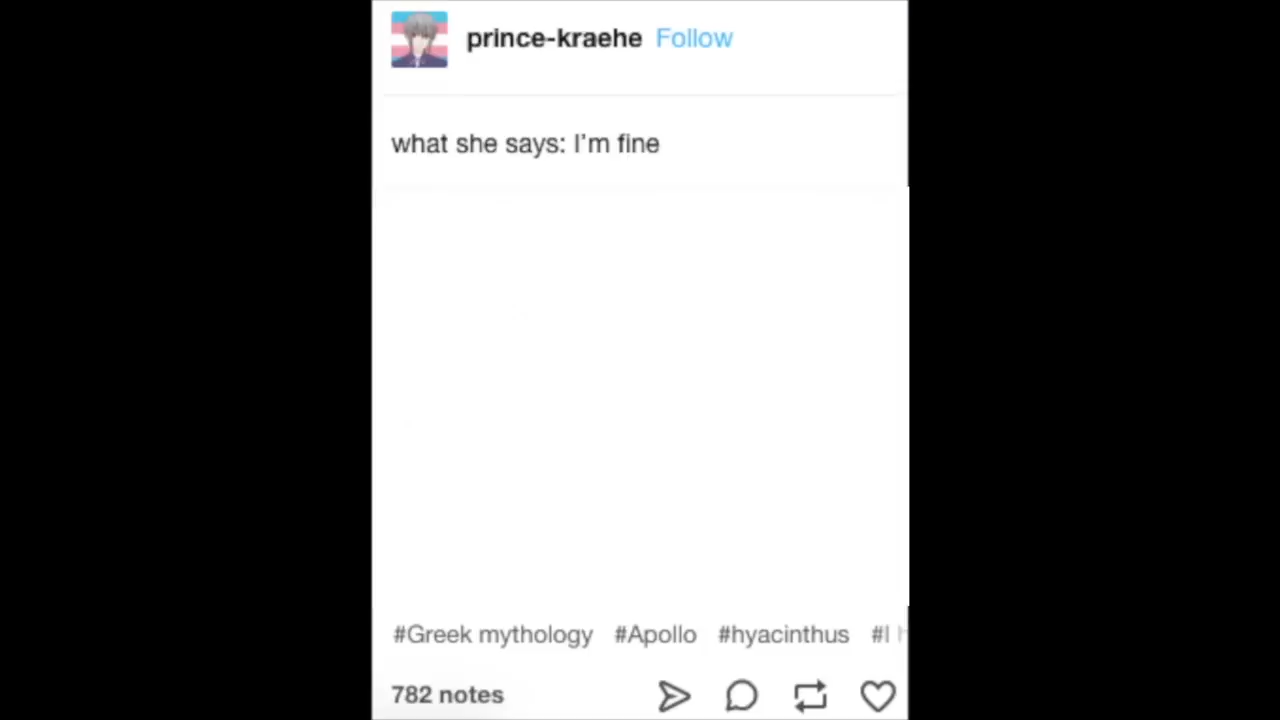 prince-kraehe Follow
what she says: I'm fine
#Greek mythology #Apollo #hyacinthus #I
782 notes